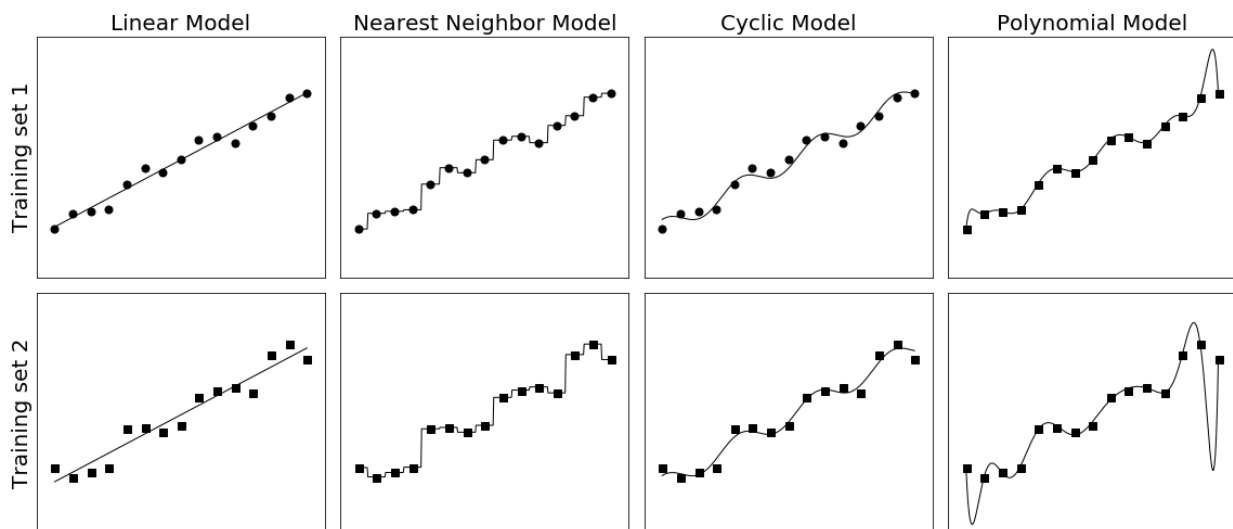 Linear Model
Nearest Neighbor Model
Cyclic Model
Polynomial Model
Training set 1
Training set 2